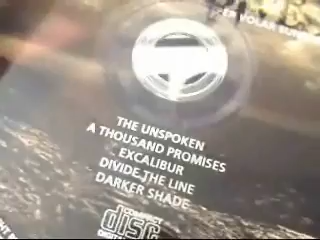 THE UNSPOKEN
A THOUSAND PROMISES
EXCALIBUR
DIVIDE THE LINE
DARKER SHADE
COMPACT
disc